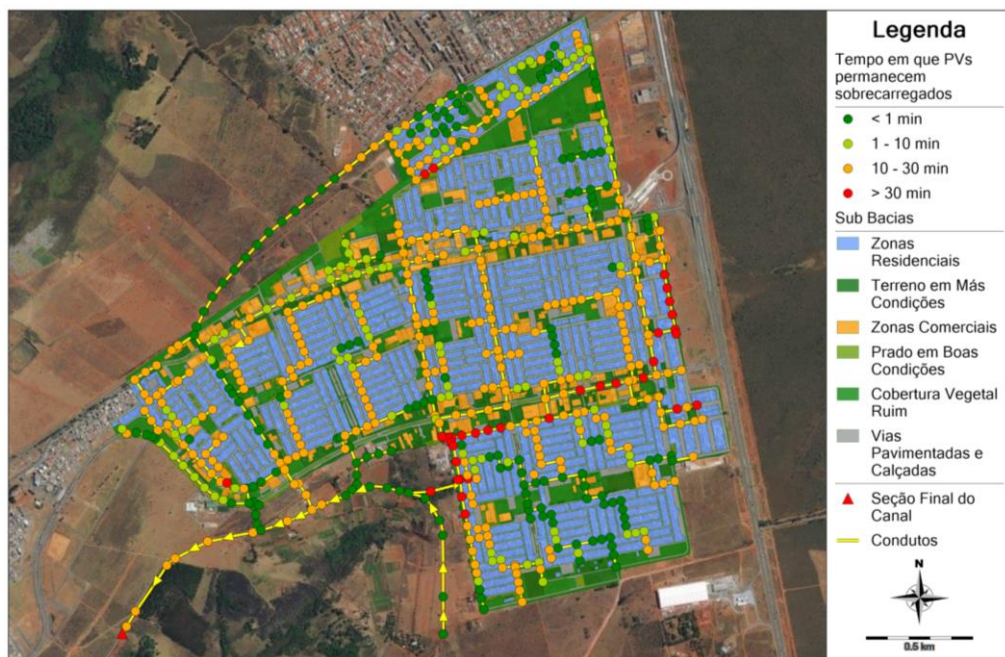 Legenda
Tempo em que PVs
permanecem
sobrecarregados
< 1 min
1 - 10 min
10 - 30 min
> 30 min
Sub Bacias
Zonas
Residenciais
Terreno em Más
Condições
Zonas Comerciais
Prado em Boas
Condições
Cobertura Vegetal
Ruim
Vias
Pavimentadas e
Calçadas
Seção Final do
Canal
Condutos
N
0.5 km